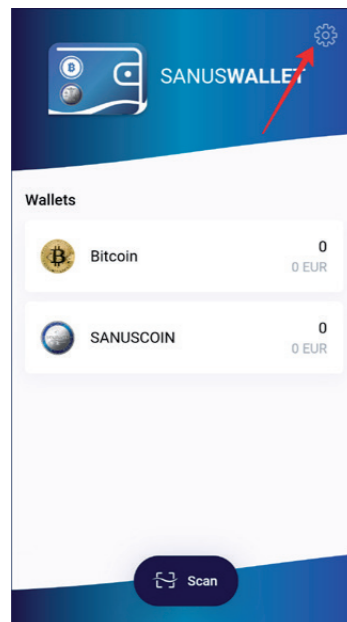 SANUSWALLET
Wallets
Bitcoin
0
0 EUR
SANUSCOIN
0
0 EUR
Scan